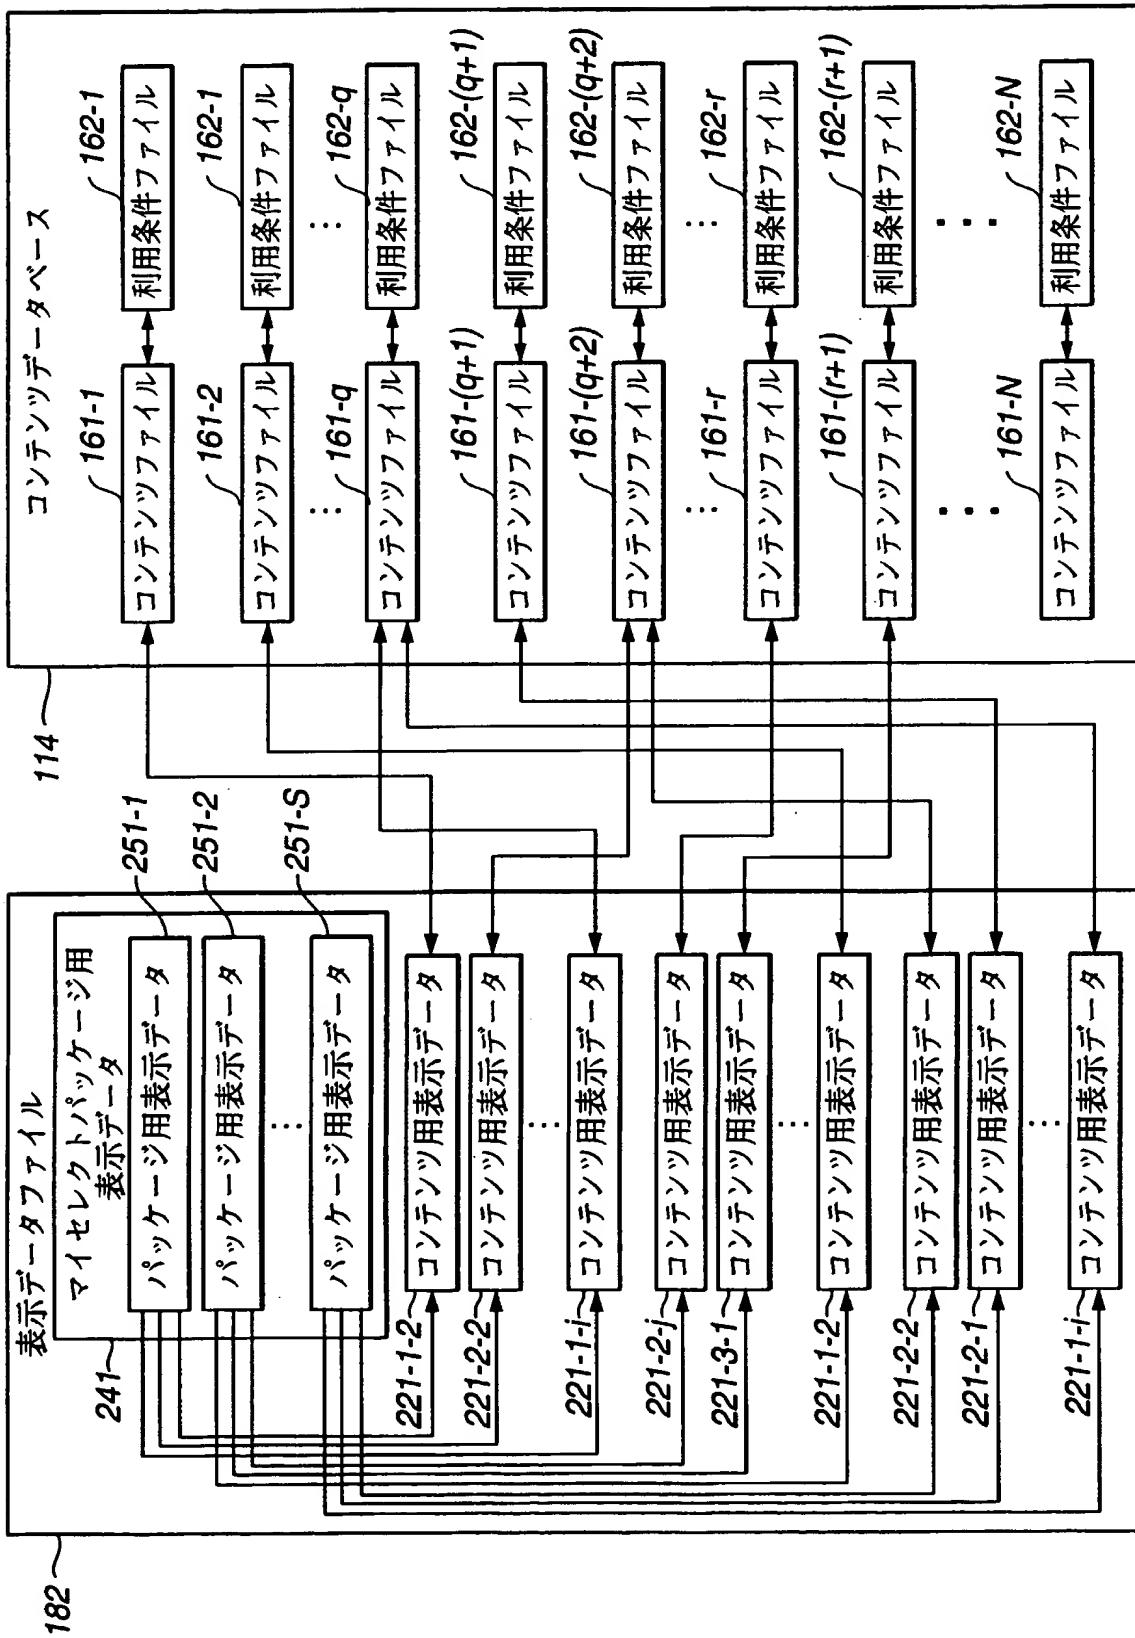 182
表示データファイル
241
マイセレクトパッケージ用
表示データ
パッケージ用表示データ 251-1
パッケージ用表示データ 251-2
…
パッケージ用表示データ 251-S
221-1-2 コンテンツ用表示データ
221-2-2 コンテンツ用表示データ
…
221-1-i コンテンツ用表示データ
221-2-j コンテンツ用表示データ
221-3-1 コンテンツ用表示データ
…
221-1-2 コンテンツ用表示データ
221-2-2 コンテンツ用表示データ
221-2-1 コンテンツ用表示データ
…
221-1-i コンテンツ用表示データ
114
コンテンツデータベース
161-1 162-1
コンテンツファイル 利用条件ファイル
161-2 162-1
コンテンツファイル 利用条件ファイル
… …
161-q 162-q
コンテンツファイル 利用条件ファイル
161-(q+1) 162-(q+1)
コンテンツファイル 利用条件ファイル
161-(q+2) 162-(q+2)
コンテンツファイル 利用条件ファイル
… …
161-r 162-r
コンテンツファイル 利用条件ファイル
161-(r+1) 162-(r+1)
コンテンツファイル 利用条件ファイル
… …
161-N 162-N
コンテンツファイル 利用条件ファイル